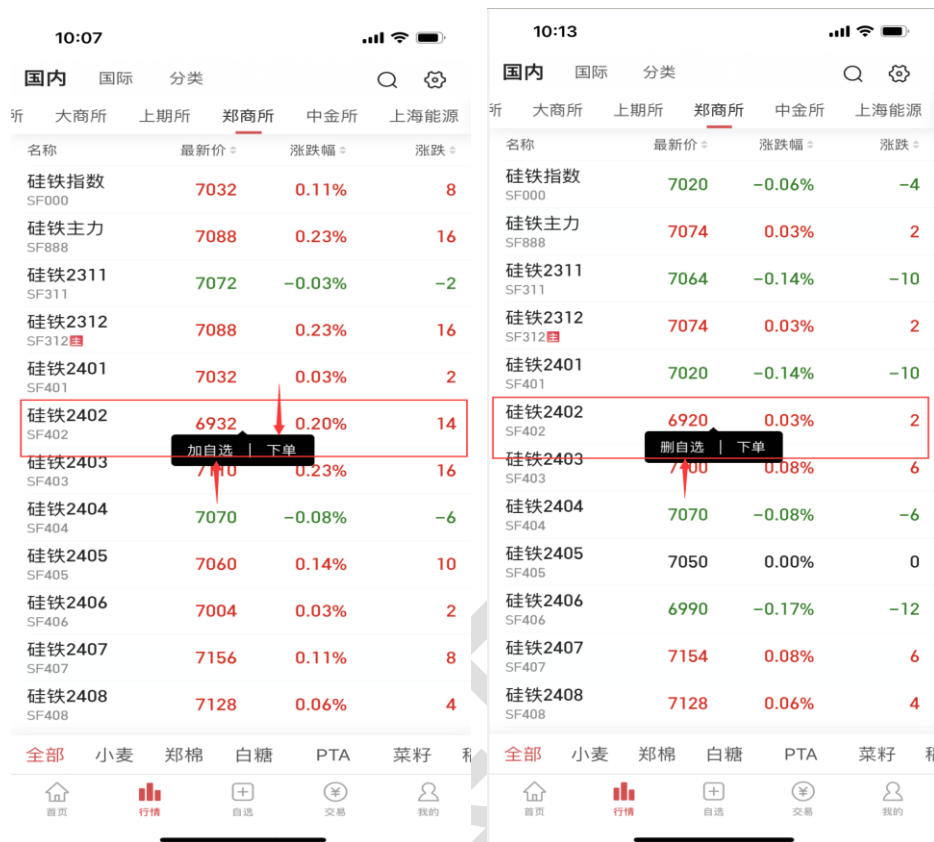 10:07
国内 国际 分类
所 大商所 上期所 郑商所 中金所 上海能源
名称 最新价 涨跌幅 涨跌
硅铁指数 7032 0.11% 8
SF000
硅铁主力 7088 0.23% 16
SF888
硅铁2311 7072 -0.03% -2
SF311
硅铁2312 7088 0.23% 16
SF312 主
硅铁2401 7032 0.03% 2
SF401
硅铁2402 6932 0.20% 14
SF402
加自选 | 下单
硅铁2403 7110 0.23% 16
SF403
硅铁2404 7070 -0.08% -6
SF404
硅铁2405 7060 0.14% 10
SF405
硅铁2406 7004 0.03% 2
SF406
硅铁2407 7156 0.11% 8
SF407
硅铁2408 7128 0.06% 4
SF408
全部 小麦 郑棉 白糖 PTA 菜籽
首页 行情 自选 交易 我的
10:13
国内 国际 分类
所 大商所 上期所 郑商所 中金所 上海能源
名称 最新价 涨跌幅 涨跌
硅铁指数 7020 -0.06% -4
SF000
硅铁主力 7074 0.03% 2
SF888
硅铁2311 7064 -0.14% -10
SF311
硅铁2312 7074 0.03% 2
SF312 主
硅铁2401 7020 -0.14% -10
SF401
硅铁2402 6920 0.03% 2
SF402
删自选 | 下单
硅铁2403 7100 0.08% 6
SF403
硅铁2404 7070 -0.08% -6
SF404
硅铁2405 7050 0.00% 0
SF405
硅铁2406 6990 -0.17% -12
SF406
硅铁2407 7154 0.08% 6
SF407
硅铁2408 7128 0.06% 4
SF408
全部 小麦 郑棉 白糖 PTA 菜籽
首页 行情 自选 交易 我的